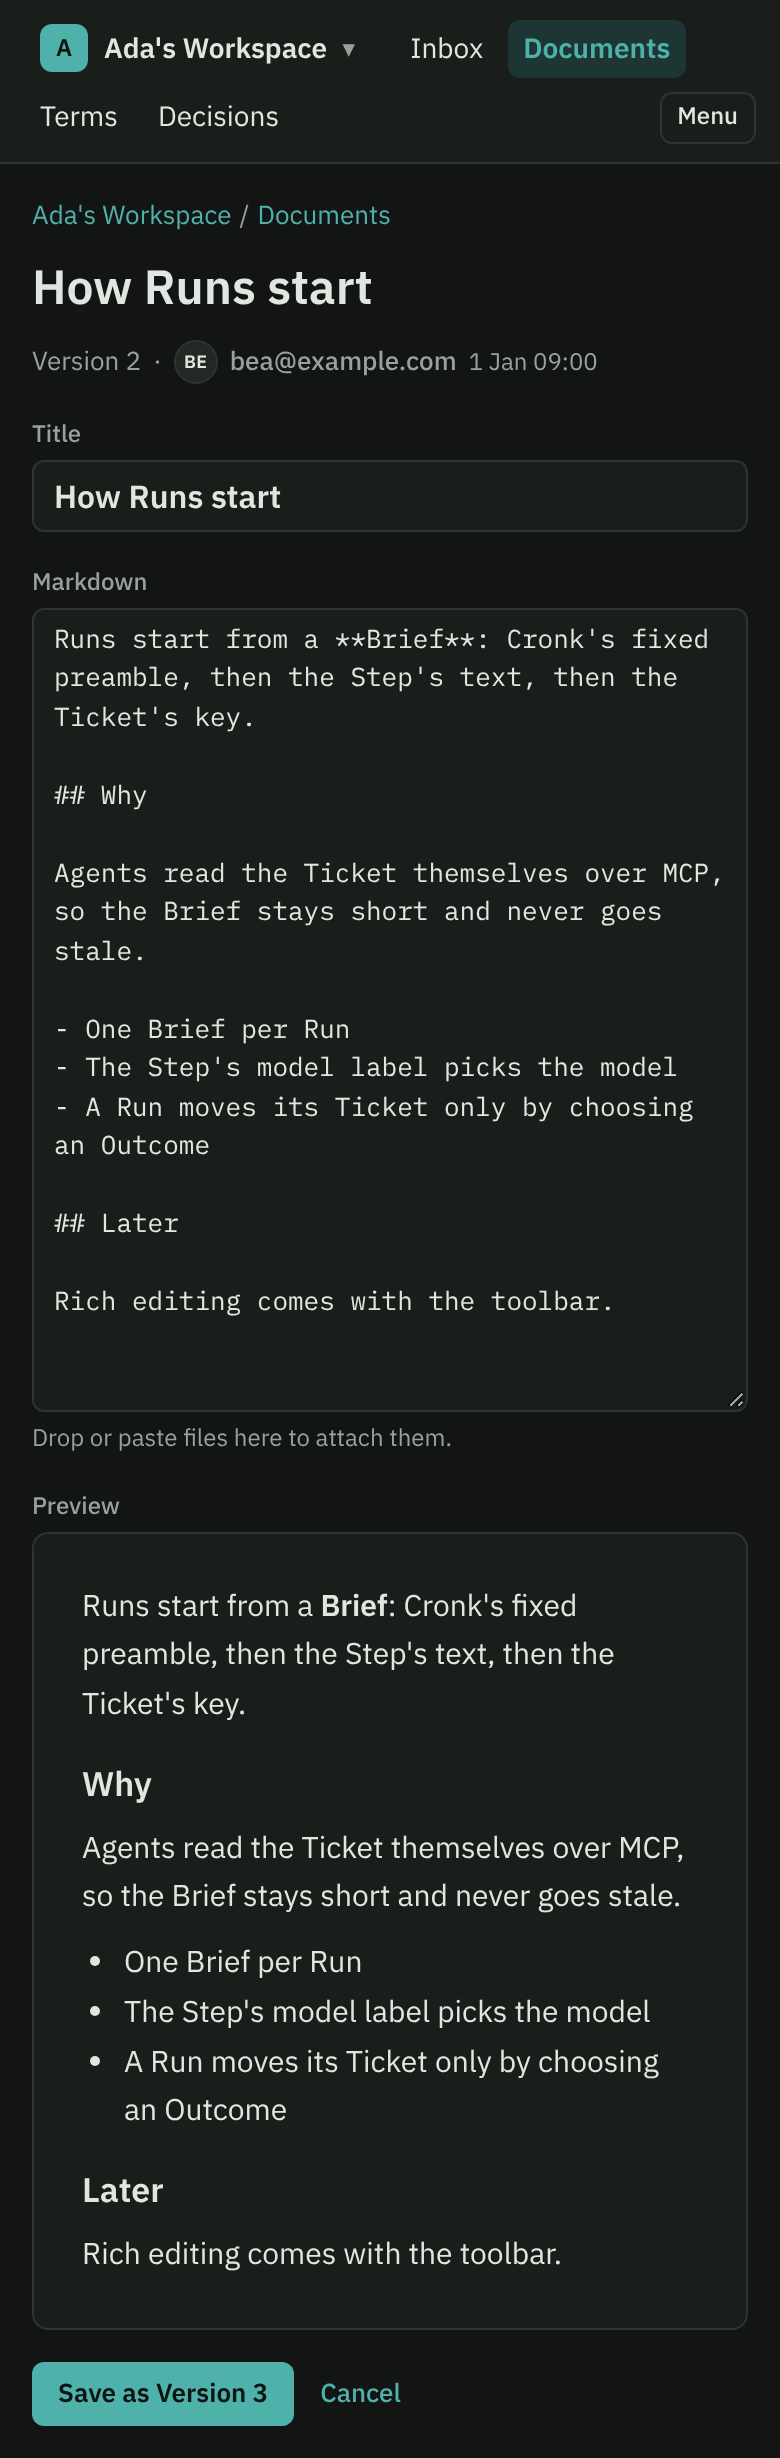 A Ada's Workspace ▼ Inbox Documents
Terms Decisions Menu
Ada's Workspace / Documents
How Runs start
Version 2 · BE bea@example.com 1 Jan 09:00
Title
How Runs start
Markdown
Runs start from a **Brief**: Cronk's fixed
preamble, then the Step's text, then the
Ticket's key.
## Why
Agents read the Ticket themselves over MCP,
so the Brief stays short and never goes
stale.
- One Brief per Run
- The Step's model label picks the model
- A Run moves its Ticket only by choosing
an Outcome
## Later
Rich editing comes with the toolbar.
Drop or paste files here to attach them.
Preview
Runs start from a Brief: Cronk's fixed
preamble, then the Step's text, then the
Ticket's key.
Why
Agents read the Ticket themselves over MCP,
so the Brief stays short and never goes stale.
• One Brief per Run
• The Step's model label picks the model
• A Run moves its Ticket only by choosing
an Outcome
Later
Rich editing comes with the toolbar.
Save as Version 3 Cancel